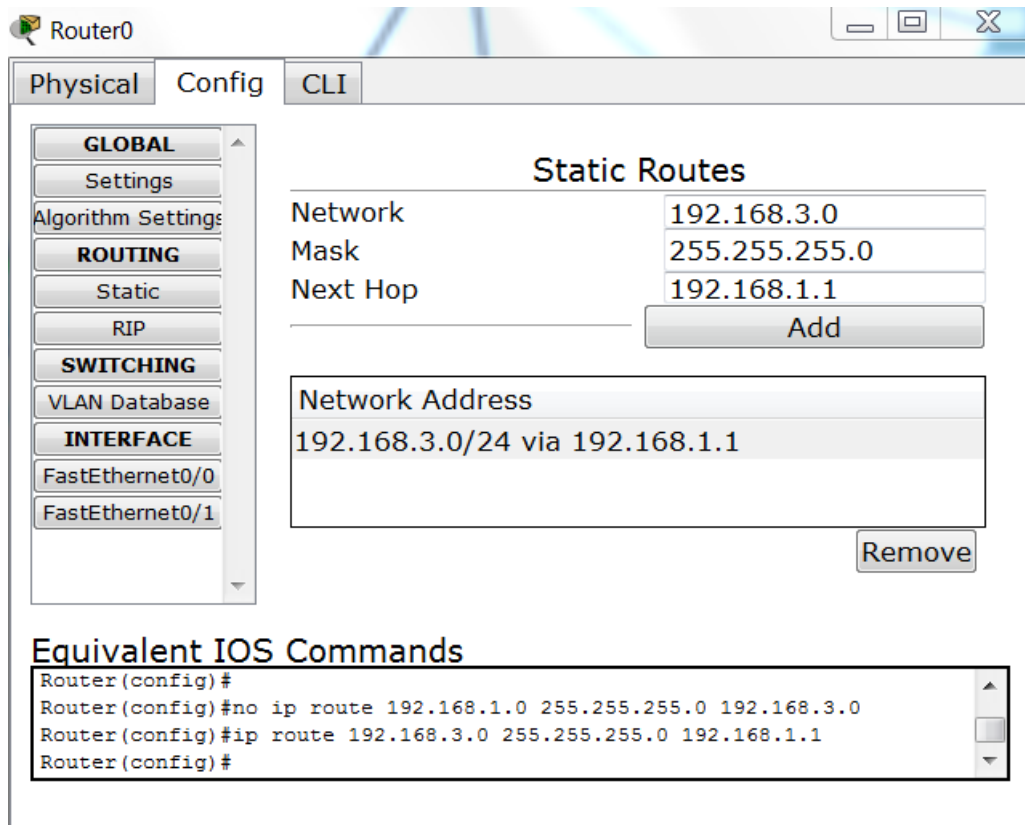 Router0
Physical Config CLI
GLOBAL
Settings
Algorithm Settings
ROUTING
Static
RIP
SWITCHING
VLAN Database
INTERFACE
FastEthernet0/0
FastEthernet0/1
Static Routes
Network 192.168.3.0
Mask 255.255.255.0
Next Hop 192.168.1.1
Add
Network Address
192.168.3.0/24 via 192.168.1.1
Remove
Equivalent IOS Commands
Router(config)#
Router(config)#no ip route 192.168.1.0 255.255.255.0 192.168.3.0
Router(config)#ip route 192.168.3.0 255.255.255.0 192.168.1.1
Router(config)#